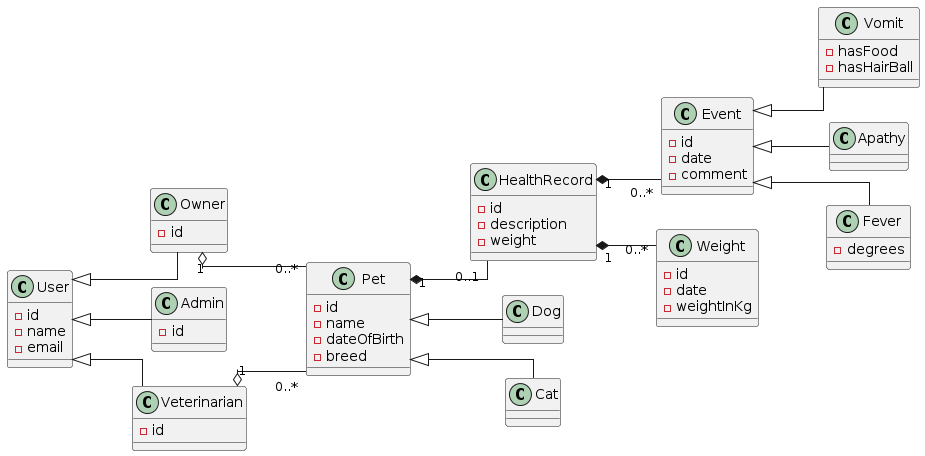 C Vomit
hasFood
hasHairBall
C Event
id
date
comment
C Apathy
C HealthRecord
id
description
weight
1
0..*
C Owner
id
C Fever
degrees
1
0..*
C Weight
id
date
weightInKg
1
0..*
C User
id
name
email
C Pet
id
name
dateOfBirth
breed
1
0..1
C Admin
id
C Dog
1
0..*
C Veterinarian
id
C Cat